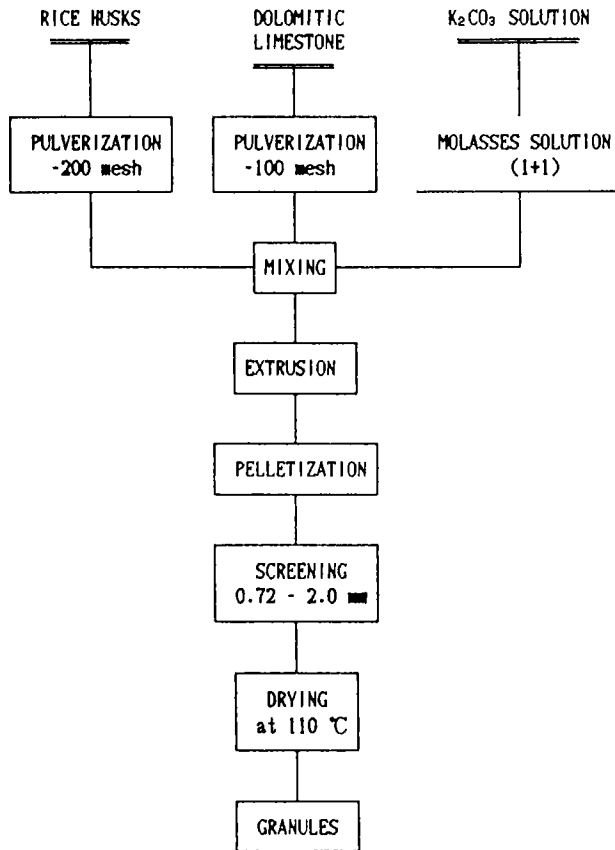 RICE HUSKS
DOLOMITIC
LIMESTONE
K₂CO₃ SOLUTION
PULVERIZATION
-200 mesh
PULVERIZATION
-100 mesh
MOLASSES SOLUTION
(1+1)
MIXING
EXTRUSION
PELLETIZATION
SCREENING
0.72 - 2.0 mm
DRYING
at 110 ℃
GRANULES